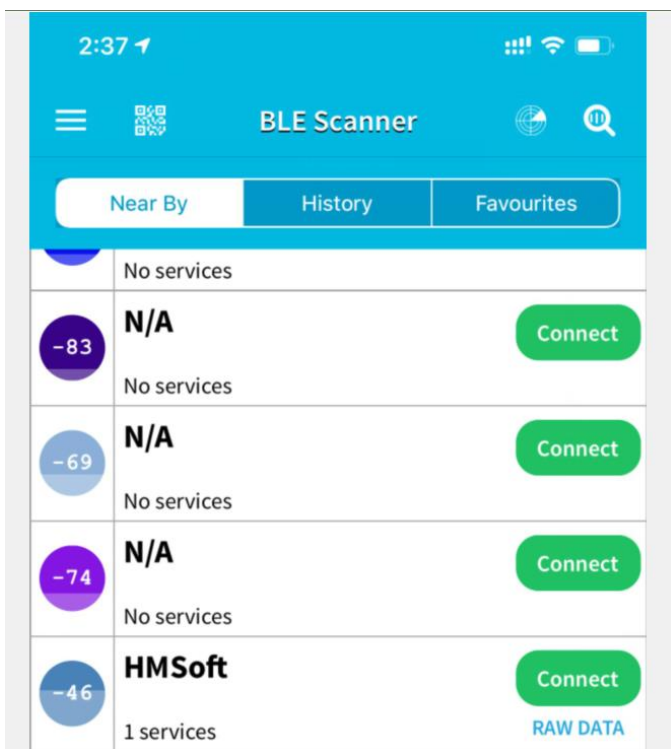 2:37
BLE Scanner
Near By History Favourites
No services
N/A
-83 Connect
No services
N/A
-69 Connect
No services
N/A
-74 Connect
No services
HMSoft
-46 Connect
1 services RAW DATA